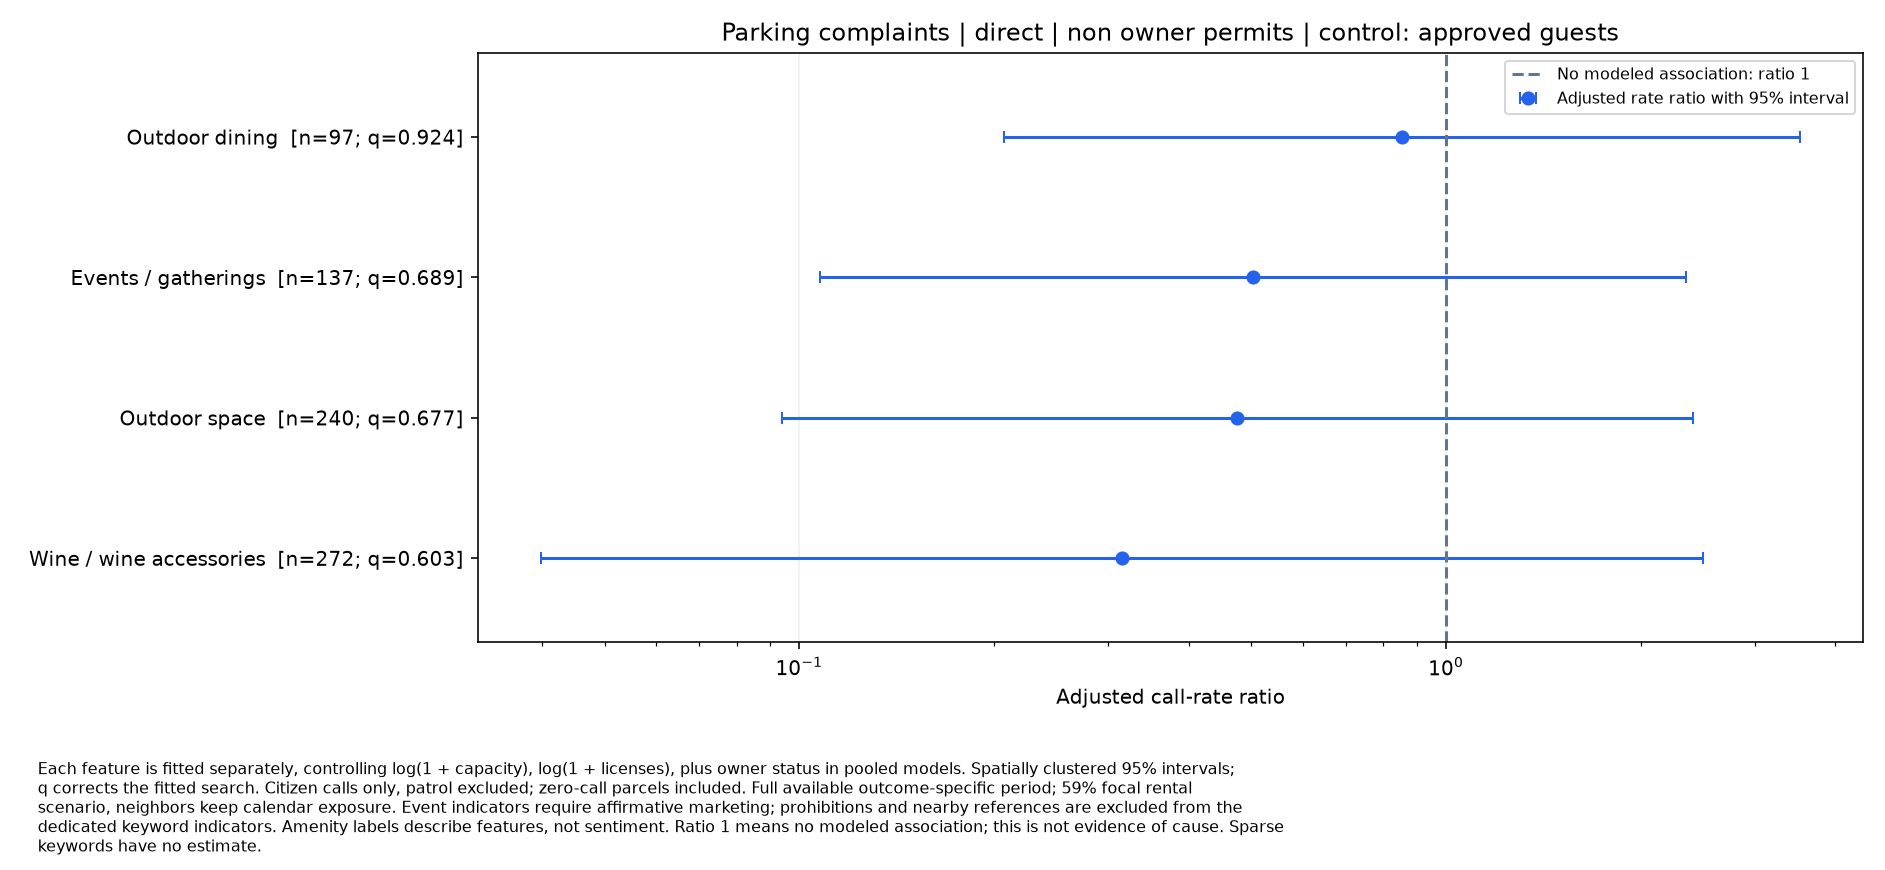 Parking complaints | direct | non owner permits | control: approved guests
No modeled association: ratio 1
Adjusted rate ratio with 95% interval
Outdoor dining [n=97; q=0.924]
Events / gatherings [n=137; q=0.689]
Outdoor space [n=240; q=0.677]
Wine / wine accessories [n=272; q=0.603]
10⁻¹ 10⁰
Adjusted call-rate ratio
Each feature is fitted separately, controlling log(1 + capacity), log(1 + licenses), plus owner status in pooled models. Spatially clustered 95% intervals;
q corrects the fitted search. Citizen calls only, patrol excluded; zero-call parcels included. Full available outcome-specific period; 59% focal rental
scenario, neighbors keep calendar exposure. Event indicators require affirmative marketing; prohibitions and nearby references are excluded from the
dedicated keyword indicators. Amenity labels describe features, not sentiment. Ratio 1 means no modeled association; this is not evidence of cause. Sparse
keywords have no estimate.